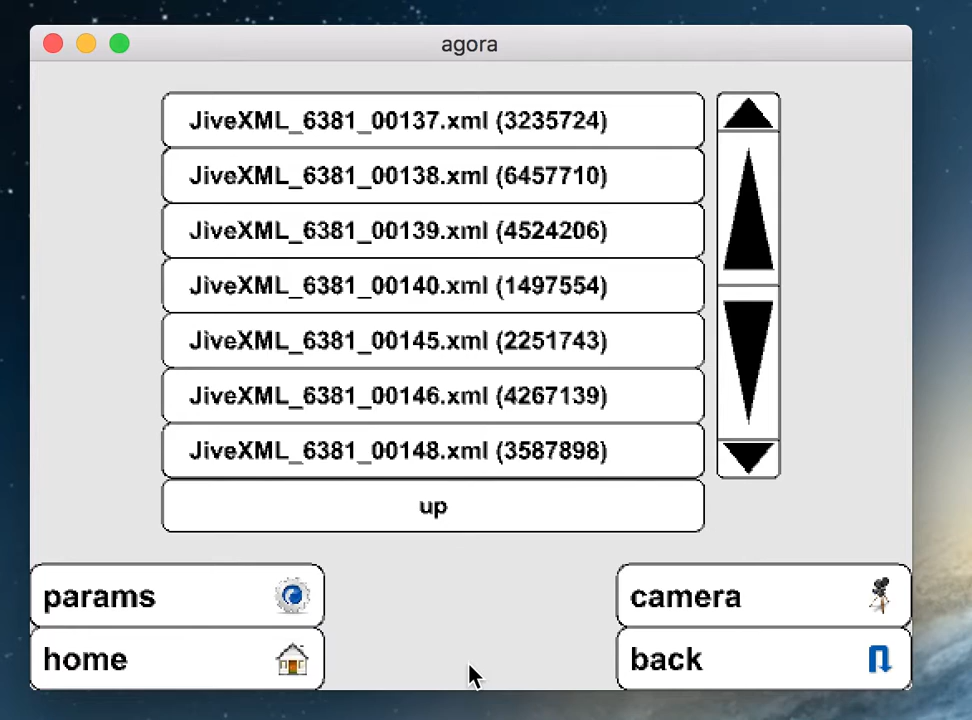 agora
JiveXML_6381_00137.xml (3235724)
JiveXML_6381_00138.xml (6457710)
JiveXML_6381_00139.xml (4524206)
JiveXML_6381_00140.xml (1497554)
JiveXML_6381_00145.xml (2251743)
JiveXML_6381_00146.xml (4267139)
JiveXML_6381_00148.xml (3587898)
up
params
camera
home
back